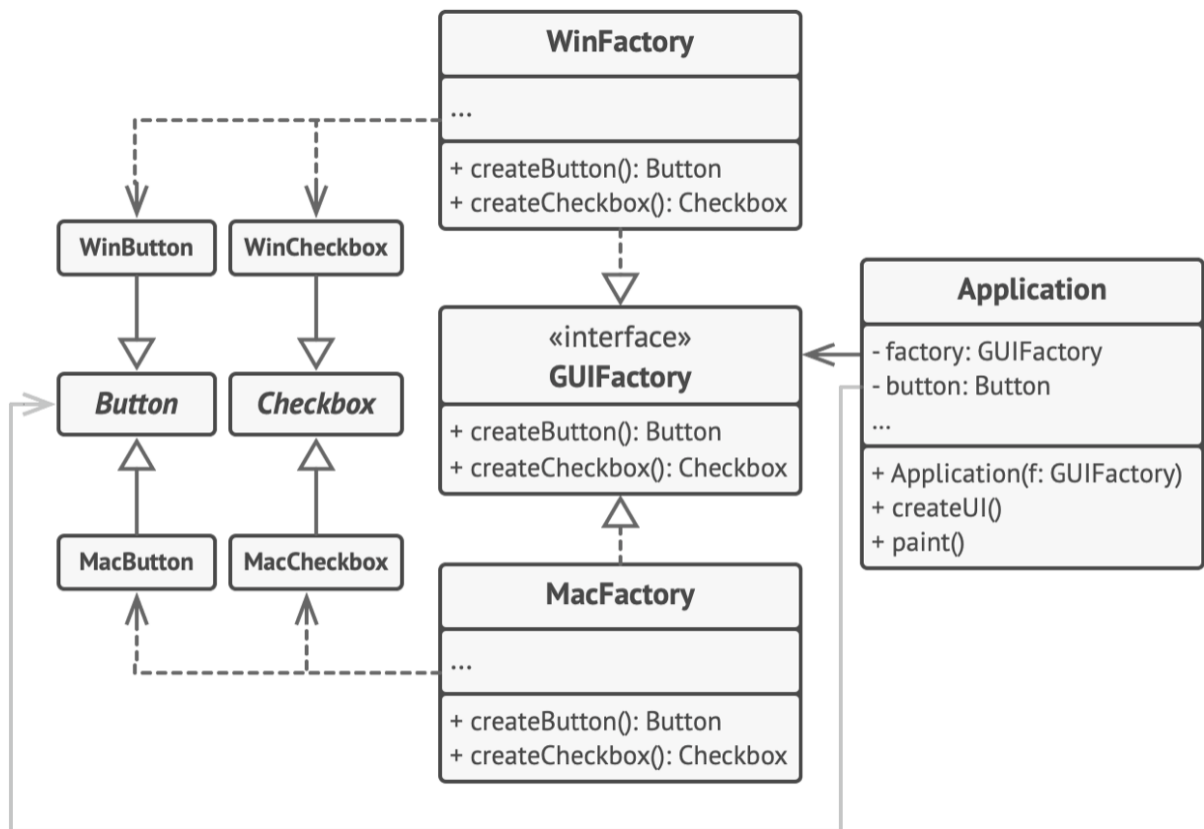 WinFactory
...
+ createButton(): Button
+ createCheckbox(): Checkbox
WinButton
WinCheckbox
Button
Checkbox
MacButton
MacCheckbox
«interface»
GUIFactory
+ createButton(): Button
+ createCheckbox(): Checkbox
MacFactory
...
+ createButton(): Button
+ createCheckbox(): Checkbox
Application
- factory: GUIFactory
- button: Button
...
+ Application(f: GUIFactory)
+ createUI()
+ paint()